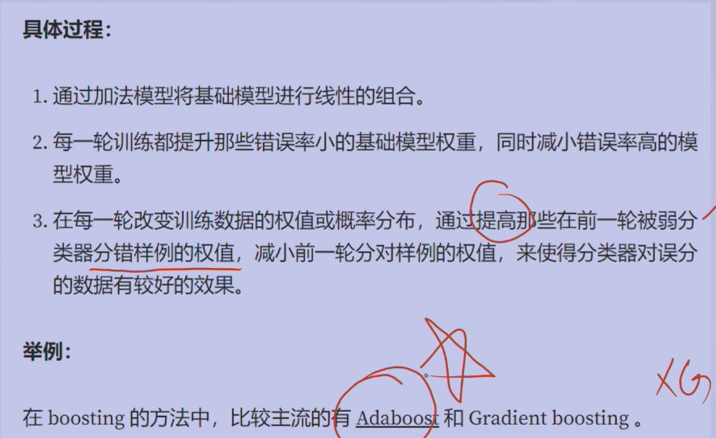 具体过程：
1. 通过加法模型将基础模型进行线性的组合。
2. 每一轮训练都提升那些错误率小的基础模型权重，同时减小错误率高的模
型权重。
3. 在每一轮改变训练数据的权值或概率分布，通过提高那些在前一轮被弱分
类器分错样例的权值，减小前一轮分对样例的权值，来使得分类器对误分
的数据有较好的效果。
举例：
XG
在 boosting 的方法中，比较主流的有 Adaboost 和 Gradient boosting 。